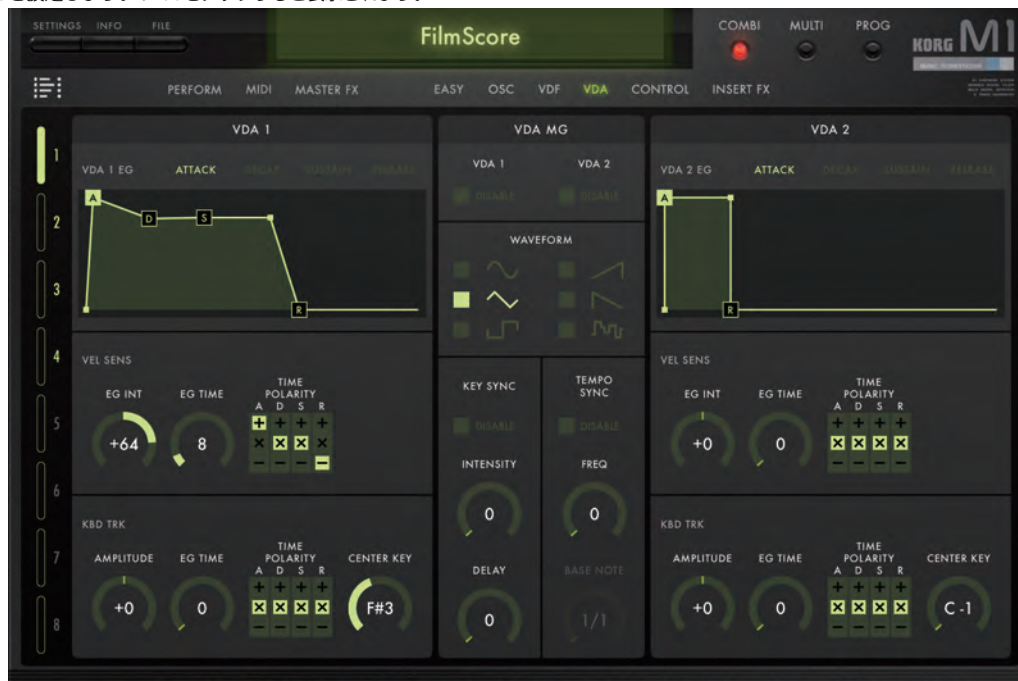 SETTINGS INFO FILE
FilmScore
COMBI MULTI PROG
KORG M1
PERFORM MIDI MASTER FX EASY OSC VDF VDA CONTROL INSERT FX
VDA 1
VDA 1 EG ATTACK DECAY SUSTAIN RELEASE
A D S R
VEL SENS
EG INT EG TIME TIME POLARITY
A D S R
+64 8
KBD TRK
AMPLITUDE EG TIME TIME POLARITY CENTER KEY
A D S R
+0 0 F#3
VDA MG
VDA 1 VDA 2
DISABLE DISABLE
WAVEFORM
KEY SYNC TEMPO SYNC
DISABLE DISABLE
INTENSITY FREQ
0 0
DELAY BASE NOTE
0 1/1
VDA 2
VDA 2 EG ATTACK DECAY SUSTAIN RELEASE
A R
VEL SENS
EG INT EG TIME TIME POLARITY
A D S R
+0 0
KBD TRK
AMPLITUDE EG TIME TIME POLARITY CENTER KEY
A D S R
+0 0 C -1
1
2
3
4
5
6
7
8